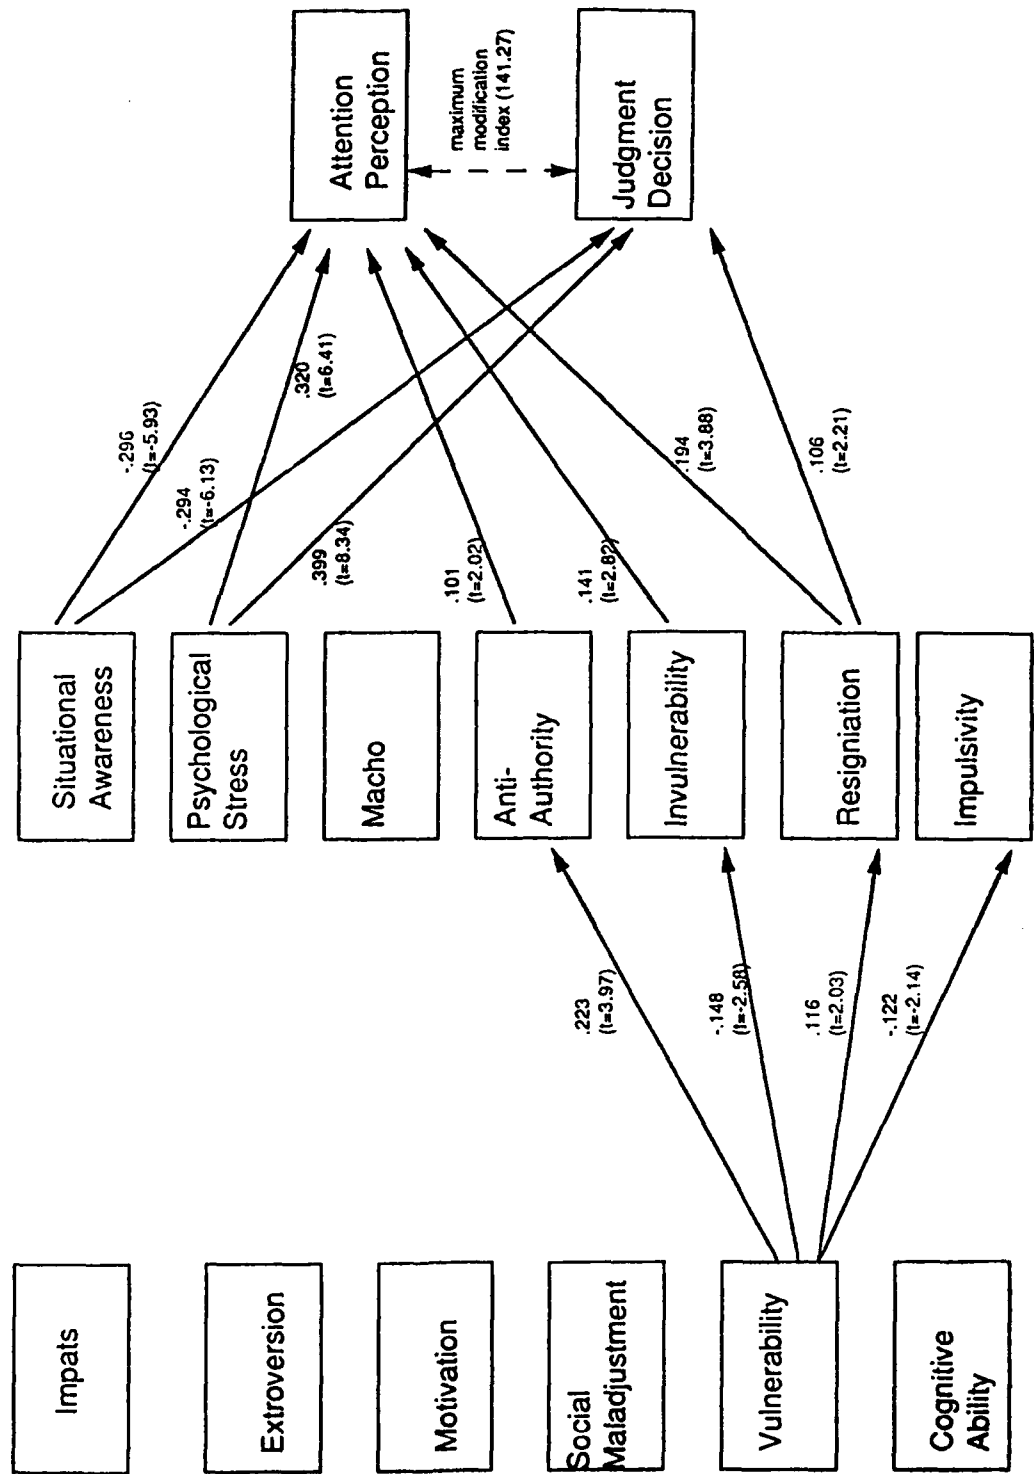 Impats
Extroversion
Motivation
Social
Maladjustment
Vulnerability
Cognitive
Ability
.223
(t=3.97)
-.148
(t=-2.58)
.116
(t=2.03)
-.122
(t=-2.14)
Situational
Awareness
Psychological
Stress
Macho
Anti-
Authority
Invulnerability
Resigniation
Impulsivity
-.296
(t=-5.93)
-.294
(t=-6.13)
.320
(t=6.41)
.399
(t=8.34)
.101
(t=2.02)
.141
(t=2.82)
.194
(t=3.88)
.106
(t=2.21)
Attention
Perception
maximum
modification
index (141.27)
Judgment
Decision